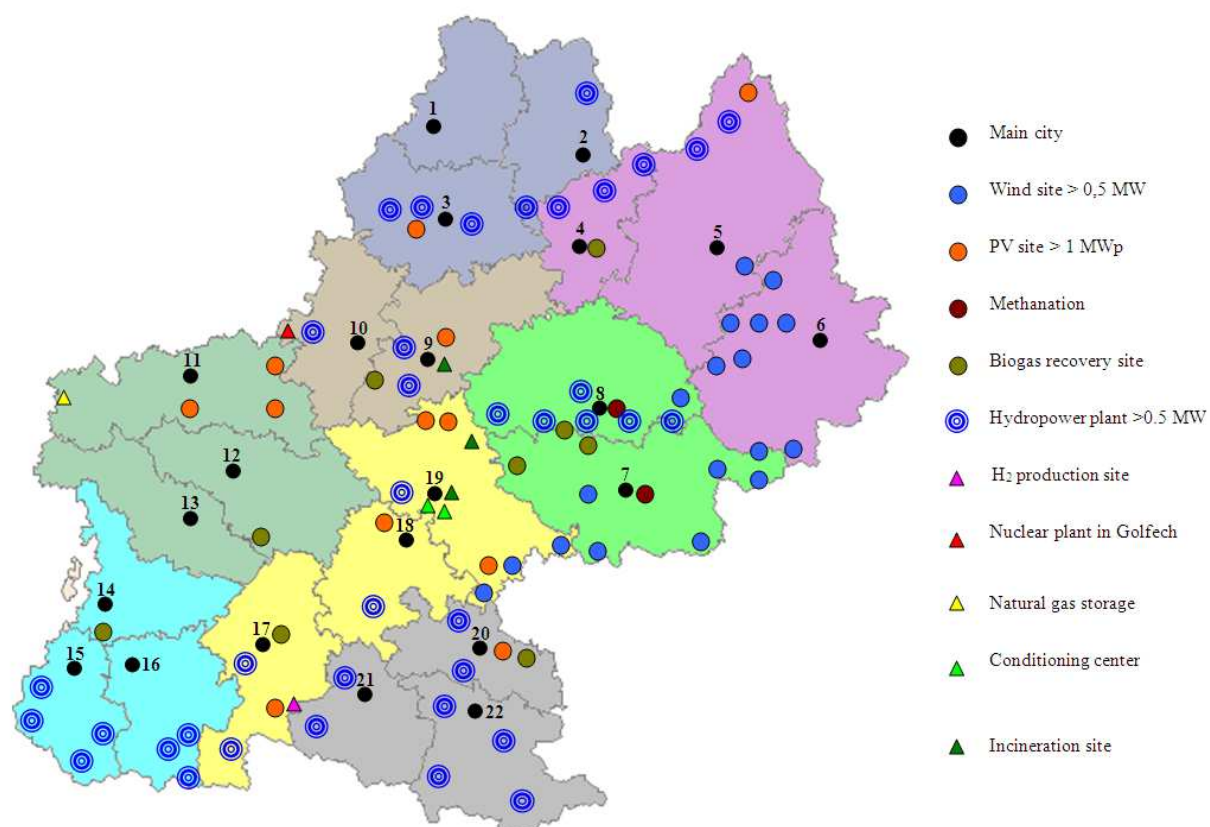 1
2
3
4
5
6
7
8
9
10
11
12
13
14
15
16
17
18
19
20
21
22
Main city
Wind site > 0,5 MW
PV site > 1 MWp
Methanation
Biogas recovery site
Hydropower plant >0.5 MW
H₂ production site
Nuclear plant in Golfech
Natural gas storage
Conditioning center
Incineration site